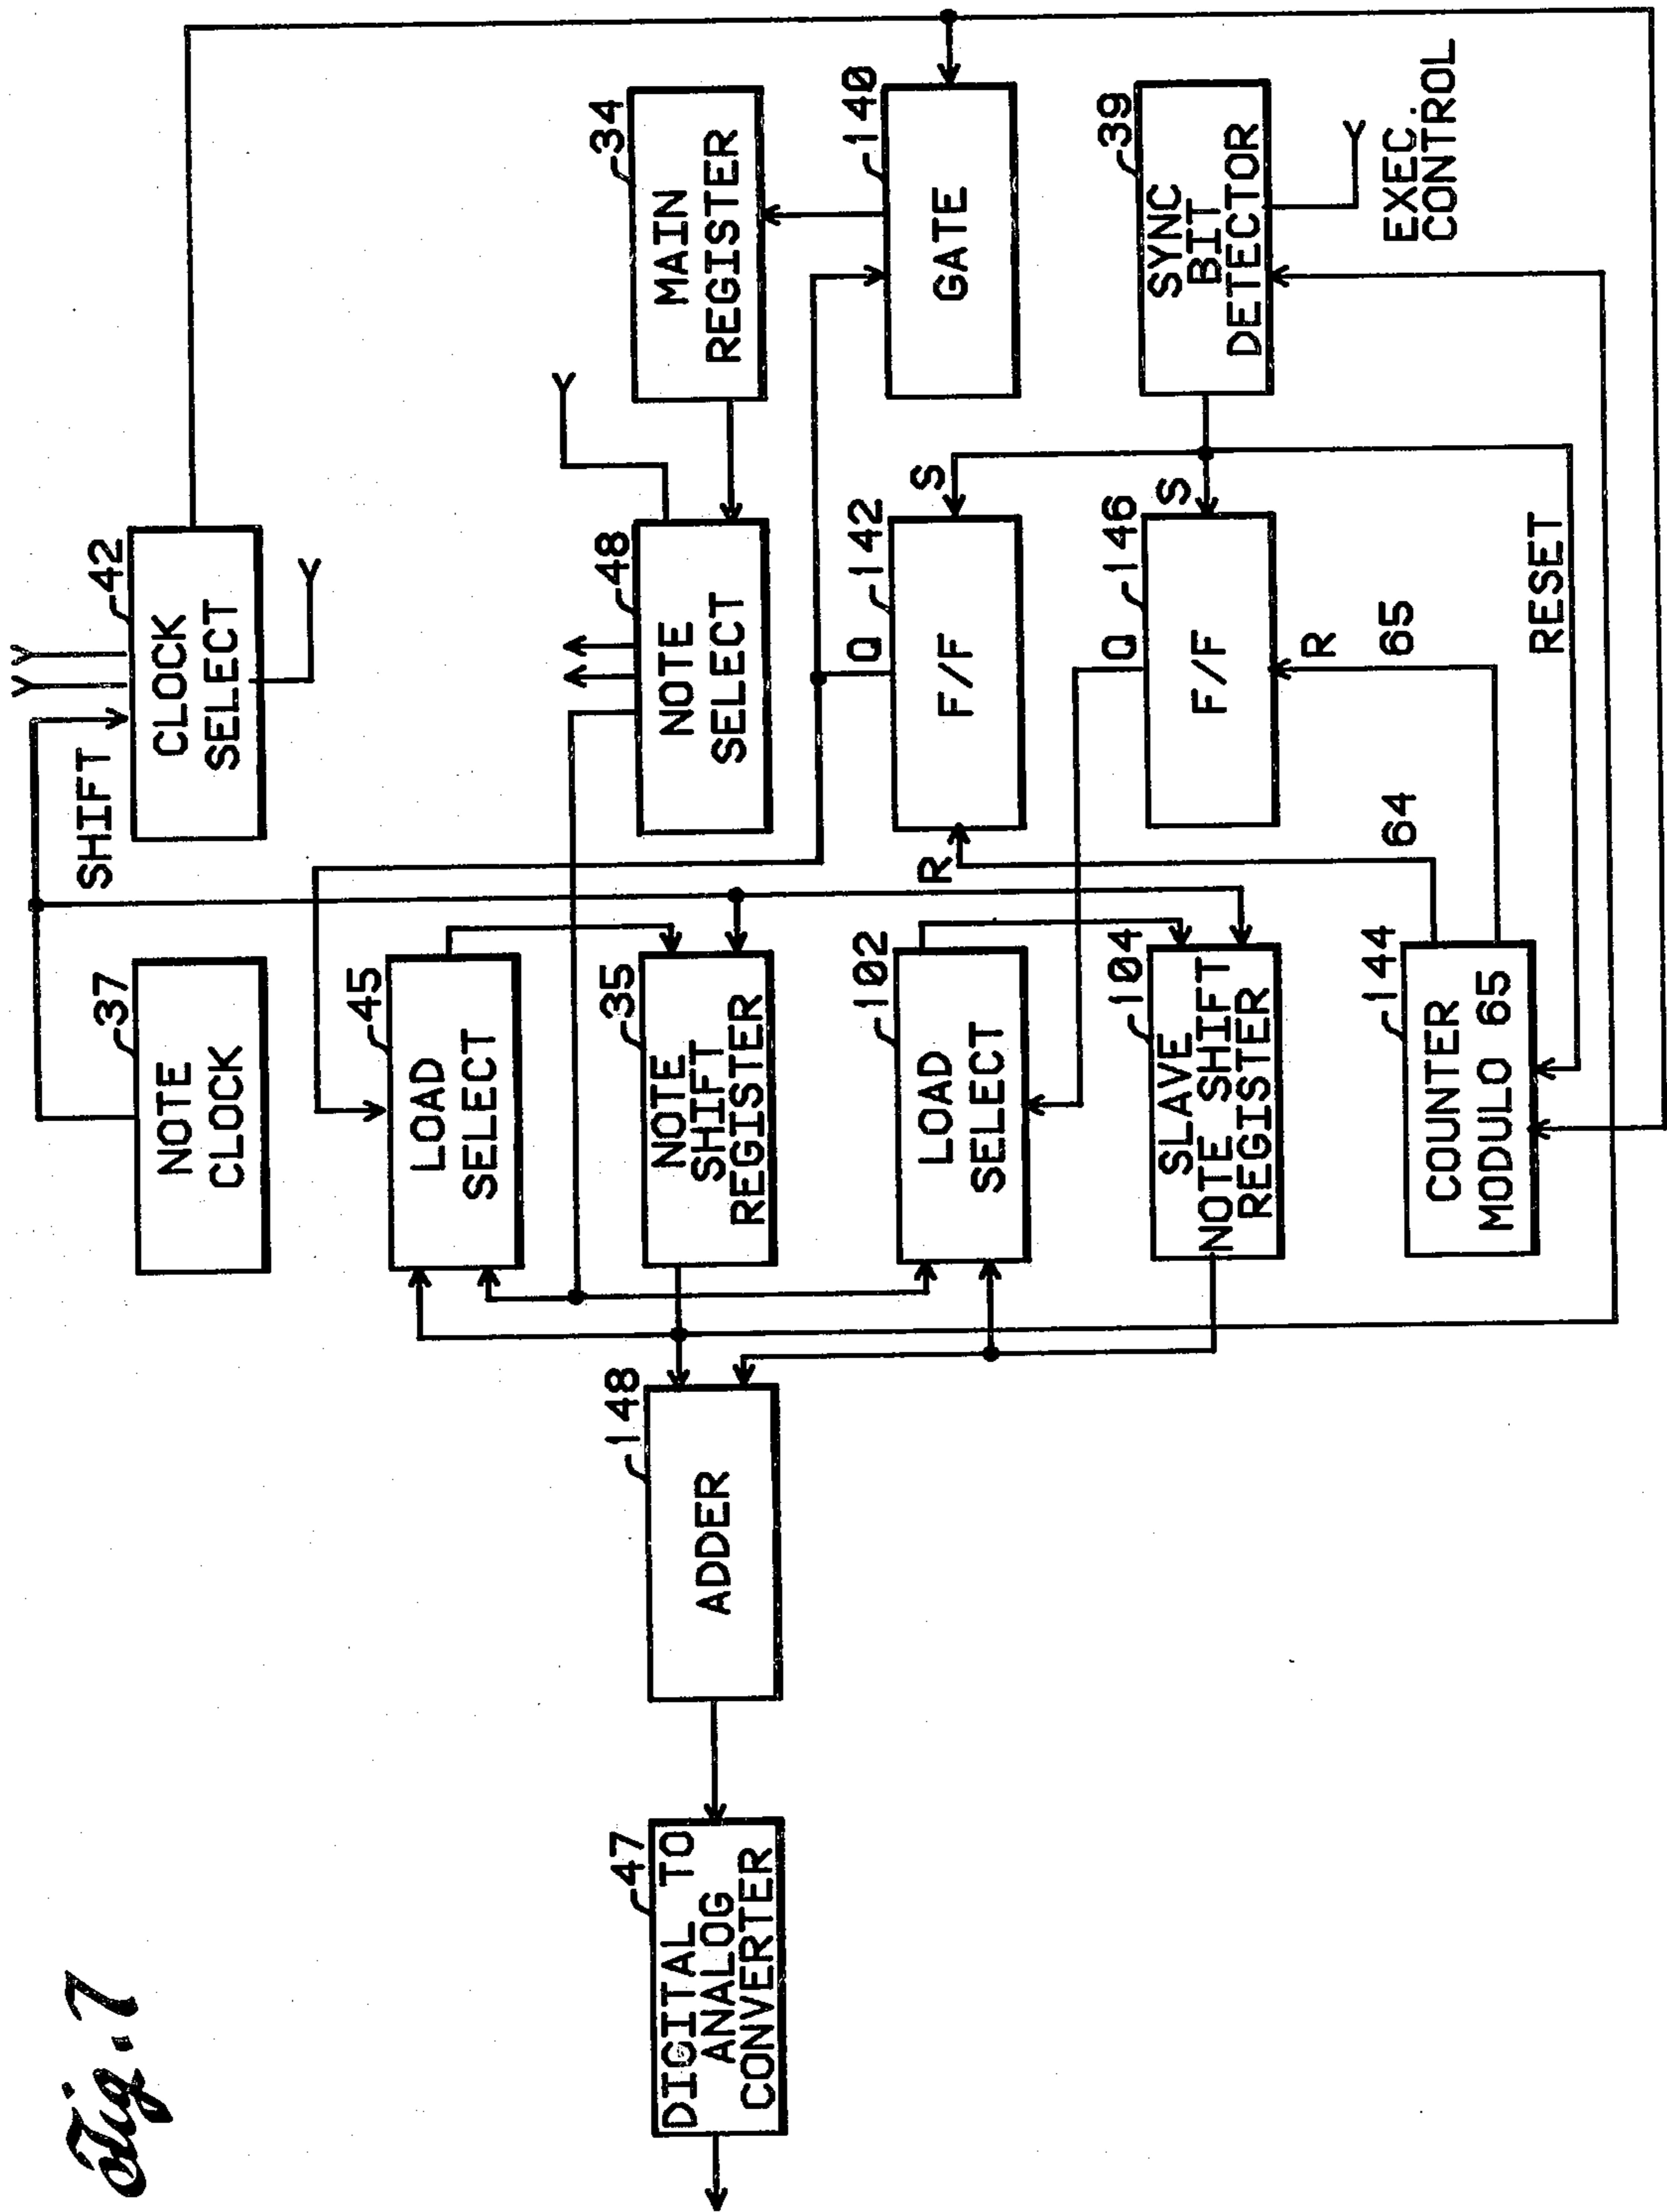 Fig. 7
37
NOTE
CLOCK
SHIFT
42
CLOCK
SELECT
Y
Y
Y
45
LOAD
SELECT
47
DIGITAL TO
ANALOG
CONVERTER
148
ADDER
35
NOTE
SHIFT
REGISTER
48
NOTE
SELECT
Y
34
MAIN
REGISTER
102
LOAD
SELECT
R
Q
142
F/F
S
140
GATE
104
SLAVE
NOTE SHIFT
REGISTER
Q
146
F/F
S
R
39
SYNC
BIT
DETECTOR
Y
EXEC.
CONTROL
144
COUNTER
MODULO 65
64
65
RESET